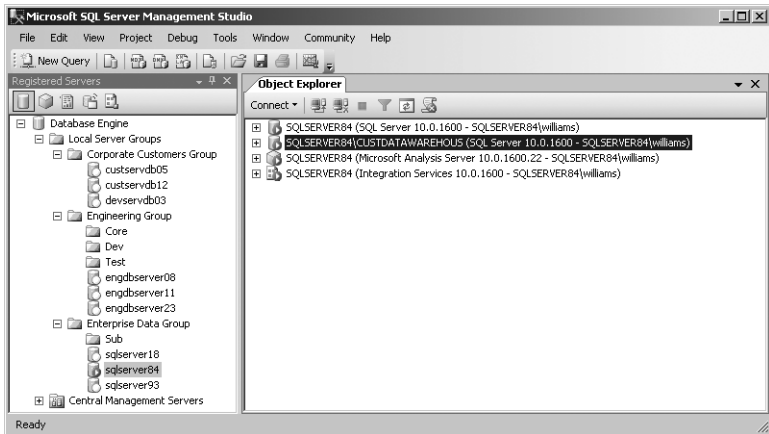 Microsoft SQL Server Management Studio
File Edit View Project Debug Tools Window Community Help
New Query
Registered Servers
Database Engine
Local Server Groups
Corporate Customers Group
custservdb05
custservdb12
devservdb03
Engineering Group
Core
Dev
Test
engdbserver08
engdbserver11
engdbserver23
Enterprise Data Group
Sub
sqlserver18
sqlserver84
sqlserver93
Central Management Servers
Object Explorer
Connect
SQLSERVER84 (SQL Server 10.0.1600 - SQLSERVER84\williams)
SQLSERVER84\CUSTDATAWAREHOUS (SQL Server 10.0.1600 - SQLSERVER84\williams)
SQLSERVER84 (Microsoft Analysis Server 10.0.1600.22 - SQLSERVER84\williams)
SQLSERVER84 (Integration Services 10.0.1600 - SQLSERVER84\williams)
Ready